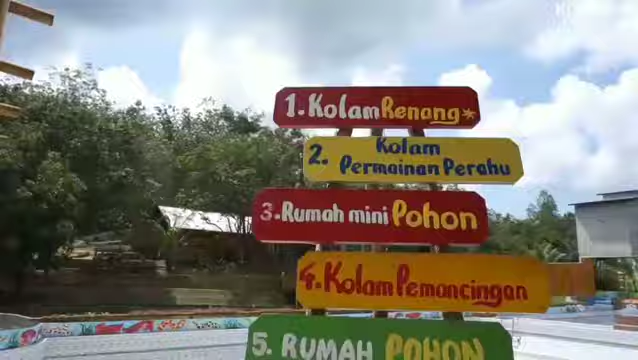 1. Kolam Renang*
2. Kolam
Permainan Perahu
3. Rumah mini Pohon
4. Kolam Pemancingan
5. RUMAH POHON